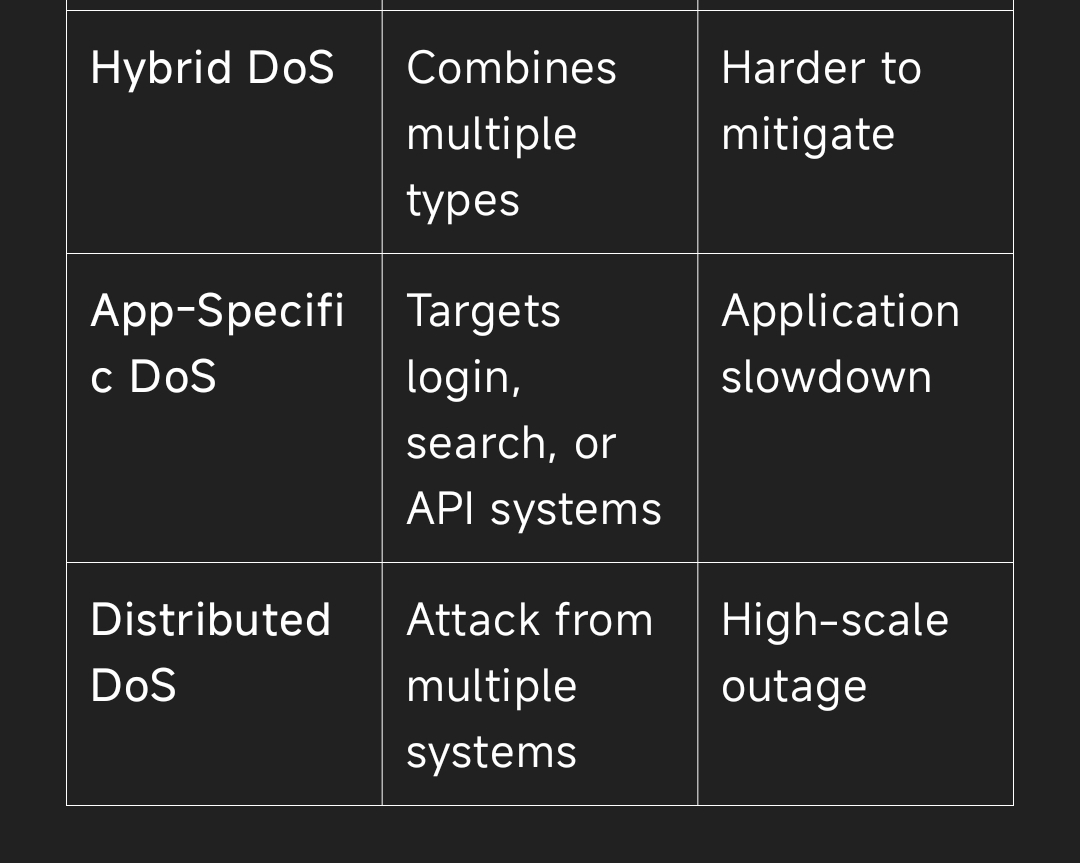 Hybrid DoS
Combines
multiple
types
Harder to
mitigate
App-Specifi
c DoS
Targets
login,
search, or
API systems
Application
slowdown
Distributed
DoS
Attack from
multiple
systems
High-scale
outage